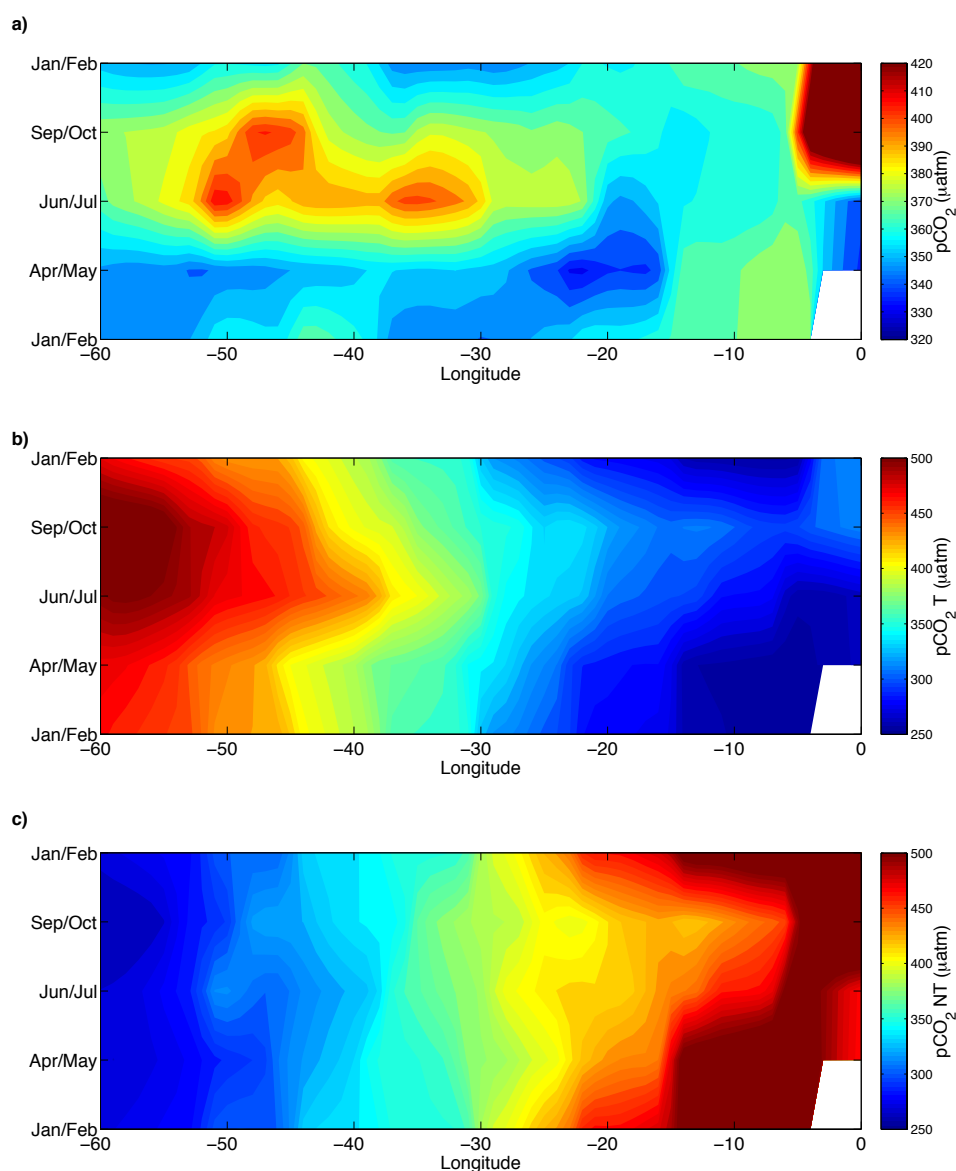 a)
Jan/Feb
Sep/Oct
Jun/Jul
Apr/May
Jan/Feb
−60 −50 −40 −30 −20 −10 0
Longitude
420
410
400
390
380
370
360
350
340
330
320
pCO2 (µatm)
b)
Jan/Feb
Sep/Oct
Jun/Jul
Apr/May
Jan/Feb
−60 −50 −40 −30 −20 −10 0
Longitude
500
450
400
350
300
250
pCO2 T (µatm)
c)
Jan/Feb
Sep/Oct
Jun/Jul
Apr/May
Jan/Feb
−60 −50 −40 −30 −20 −10 0
Longitude
500
450
400
350
300
250
pCO2 NT (µatm)